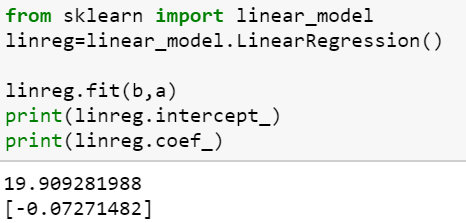 from sklearn import linear_model
linreg=linear_model.LinearRegression()
linreg.fit(b,a)
print(linreg.intercept_)
print(linreg.coef_)
19.909281988
[-0.07271482]